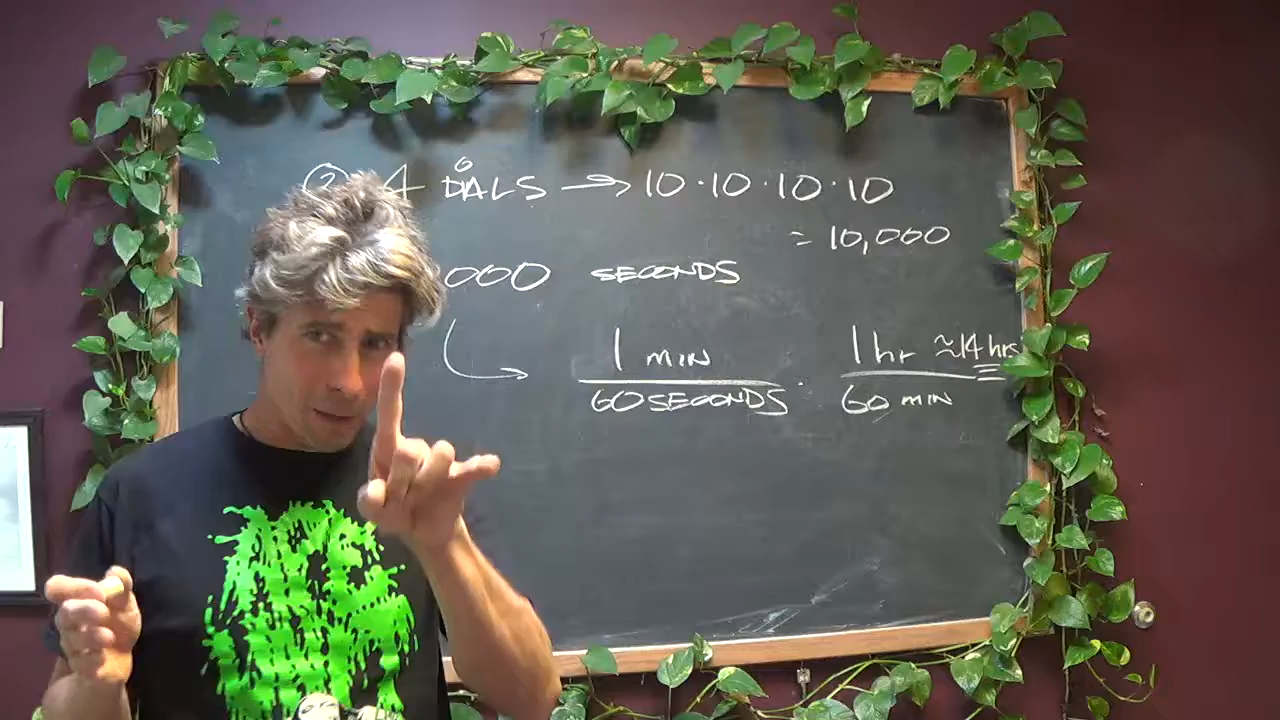 ② 4 DIALS → 10 · 10 · 10 · 10
= 10,000
000 SECONDS
1 MIN / 60 SECONDS · 1 hr / 60 MIN ≈ 14 hrs